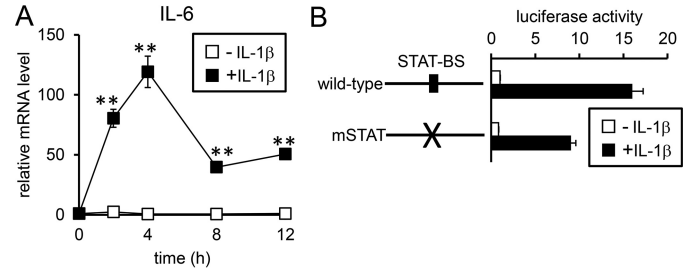 A
IL-6
relative mRNA level
150
100
50
0
- IL-1β
+IL-1β
**
**
**
**
0 2 4 8 12
time (h)
B
luciferase activity
0 5 10 15 20
STAT-BS
wild-type
mSTAT
- IL-1β
+IL-1β